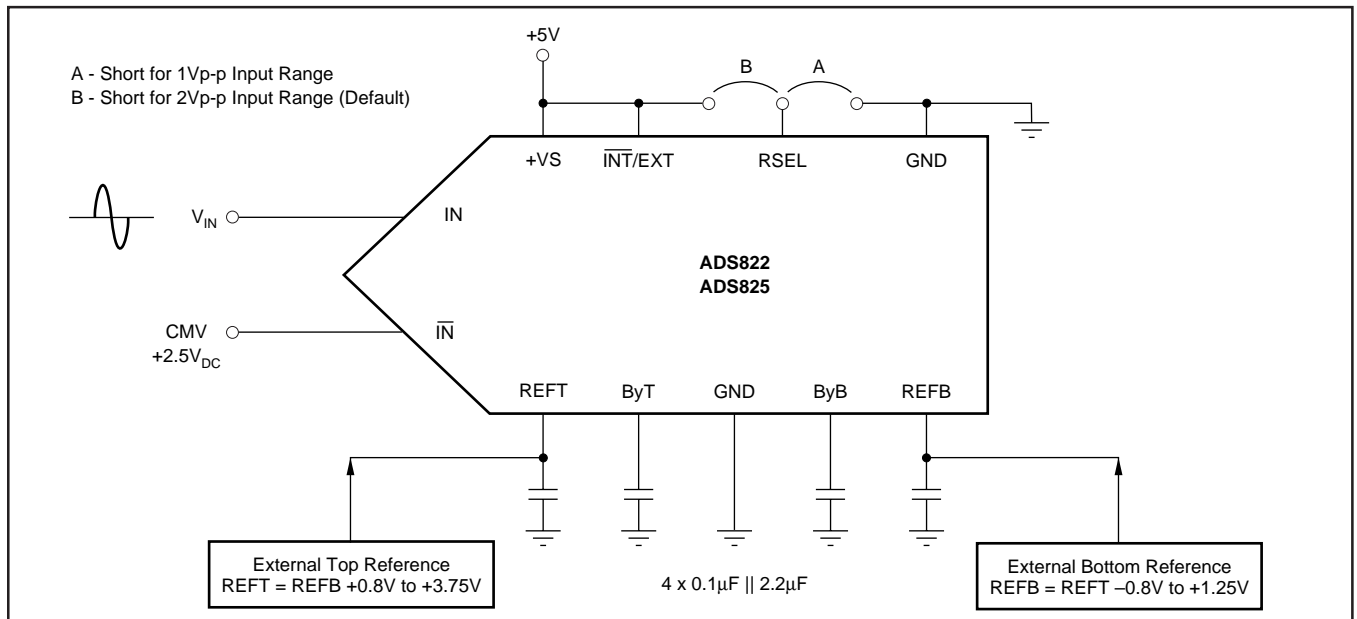 +5V
A - Short for 1Vp-p Input Range
B - Short for 2Vp-p Input Range (Default)
B
A
+VS
I̅N̅T̅/EXT
RSEL
GND
V_IN
IN
ADS822
ADS825
CMV
+2.5V_DC
I̅N̅
REFT
ByT
GND
ByB
REFB
External Top Reference
REFT = REFB +0.8V to +3.75V
4 x 0.1µF || 2.2µF
External Bottom Reference
REFB = REFT –0.8V to +1.25V